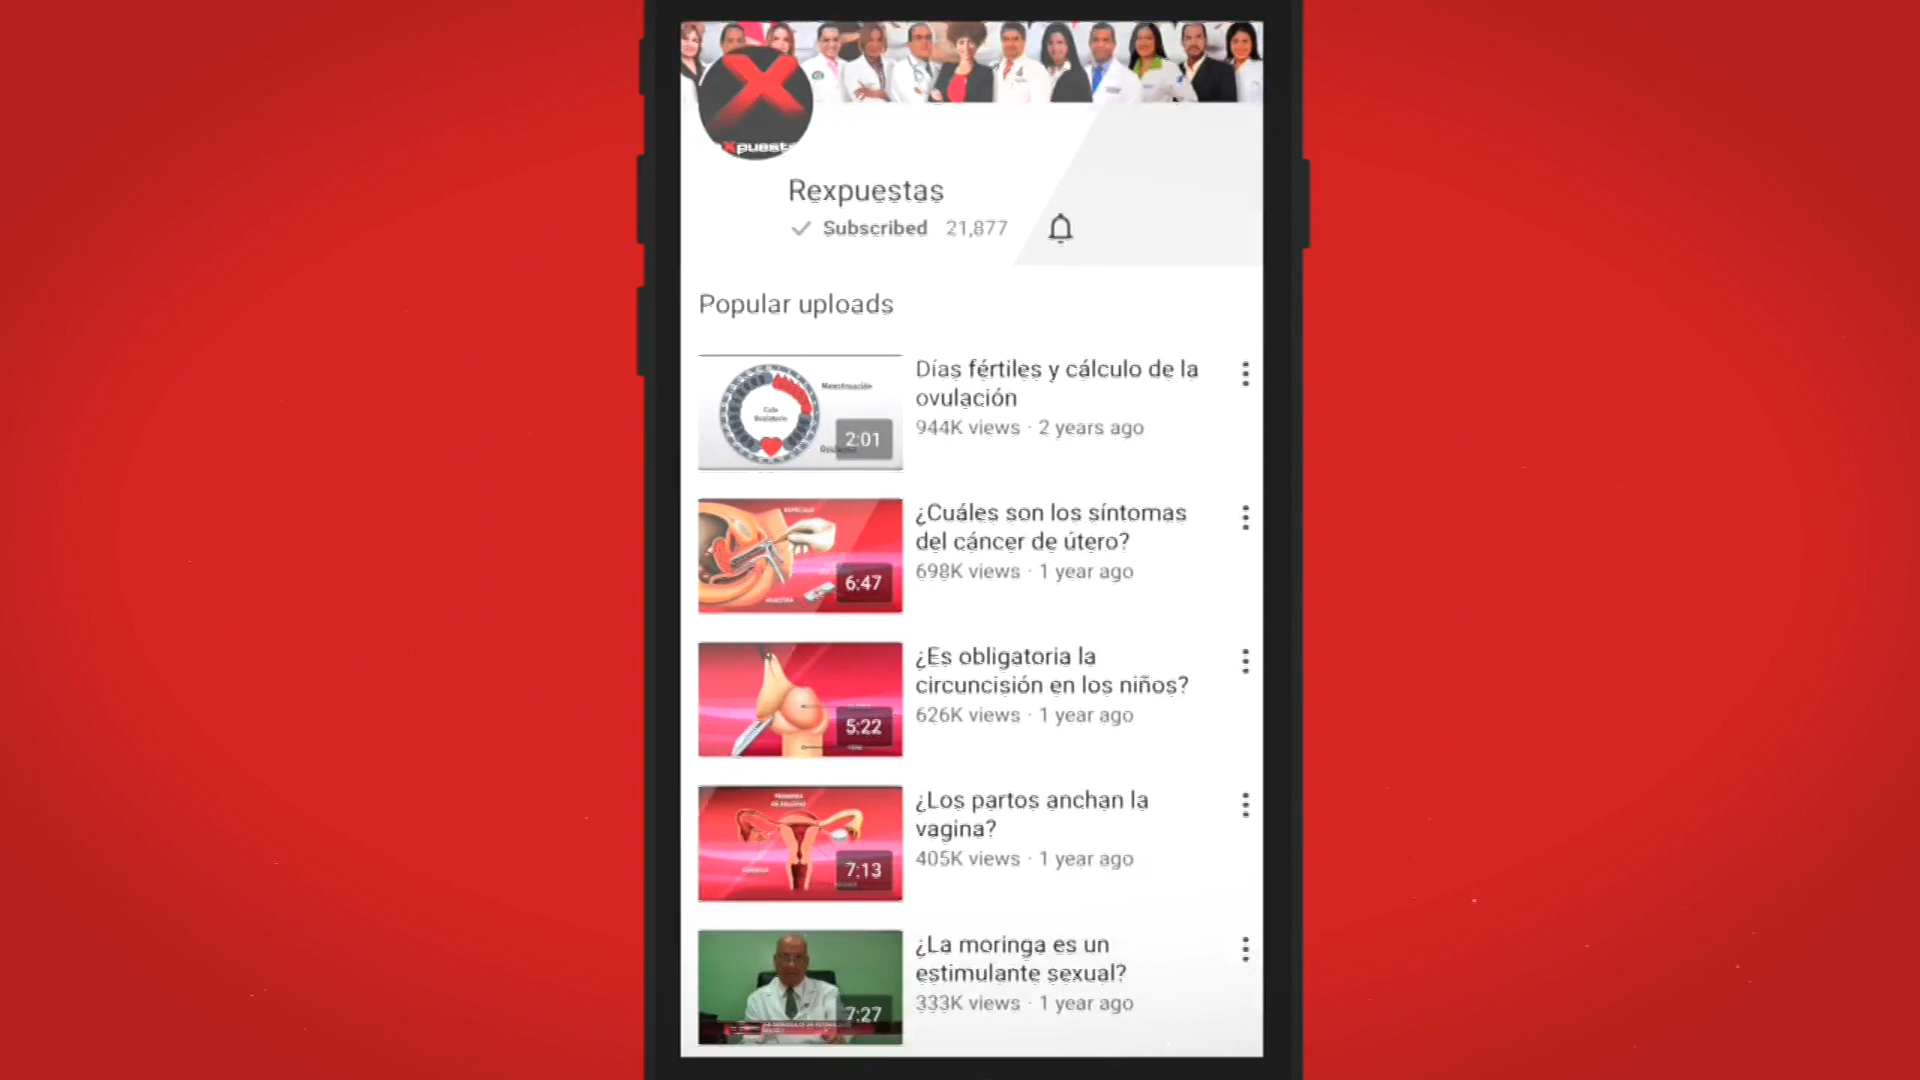 Rexpuestas
Subscribed 21,877
Popular uploads
Menstruación
Ciclo
2:01
Días fértiles y cálculo de la
ovulación
944K views · 2 years ago
6:47
¿Cuáles son los síntomas
del cáncer de útero?
698K views · 1 year ago
5:22
¿Es obligatoria la
circuncisión en los niños?
626K views · 1 year ago
7:13
¿Los partos anchan la
vagina?
405K views · 1 year ago
7:27
¿La moringa es un
estimulante sexual?
333K views · 1 year ago